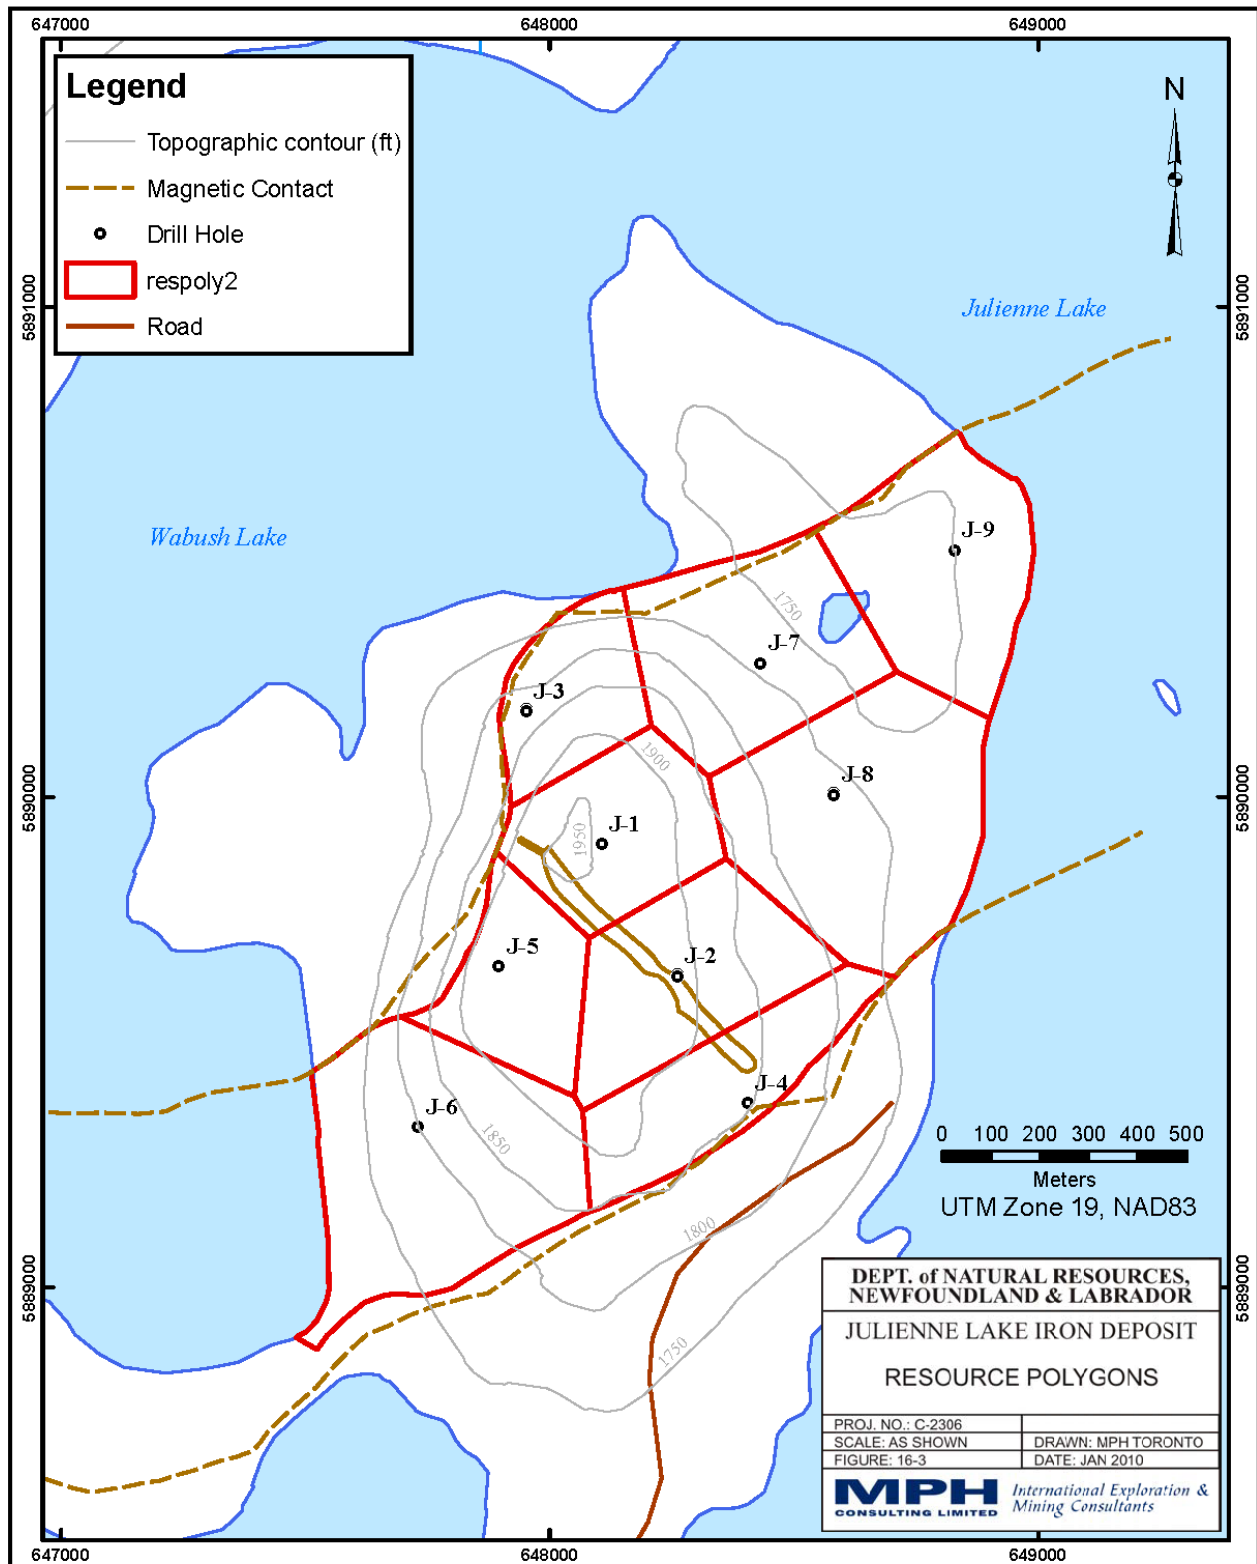 647000
648000
649000
Legend
Topographic contour (ft)
Magnetic Contact
Drill Hole
respoly2
Road
N
5891000
5891000
Julienne Lake
Wabush Lake
J-9
1750
J-7
J-3
1900
5890000
J-8
5890000
J-1
1950
J-5
J-2
J-4
J-6
1850
0 100 200 300 400 500
Meters
UTM Zone 19, NAD83
1800
5889000
5889000
1750
DEPT. of NATURAL RESOURCES,
NEWFOUNDLAND & LABRADOR
JULIENNE LAKE IRON DEPOSIT
RESOURCE POLYGONS
PROJ. NO.: C-2306
SCALE: AS SHOWN DRAWN: MPH TORONTO
FIGURE: 16-3 DATE: JAN 2010
MPH
CONSULTING LIMITED
International Exploration &
Mining Consultants
647000
648000
649000